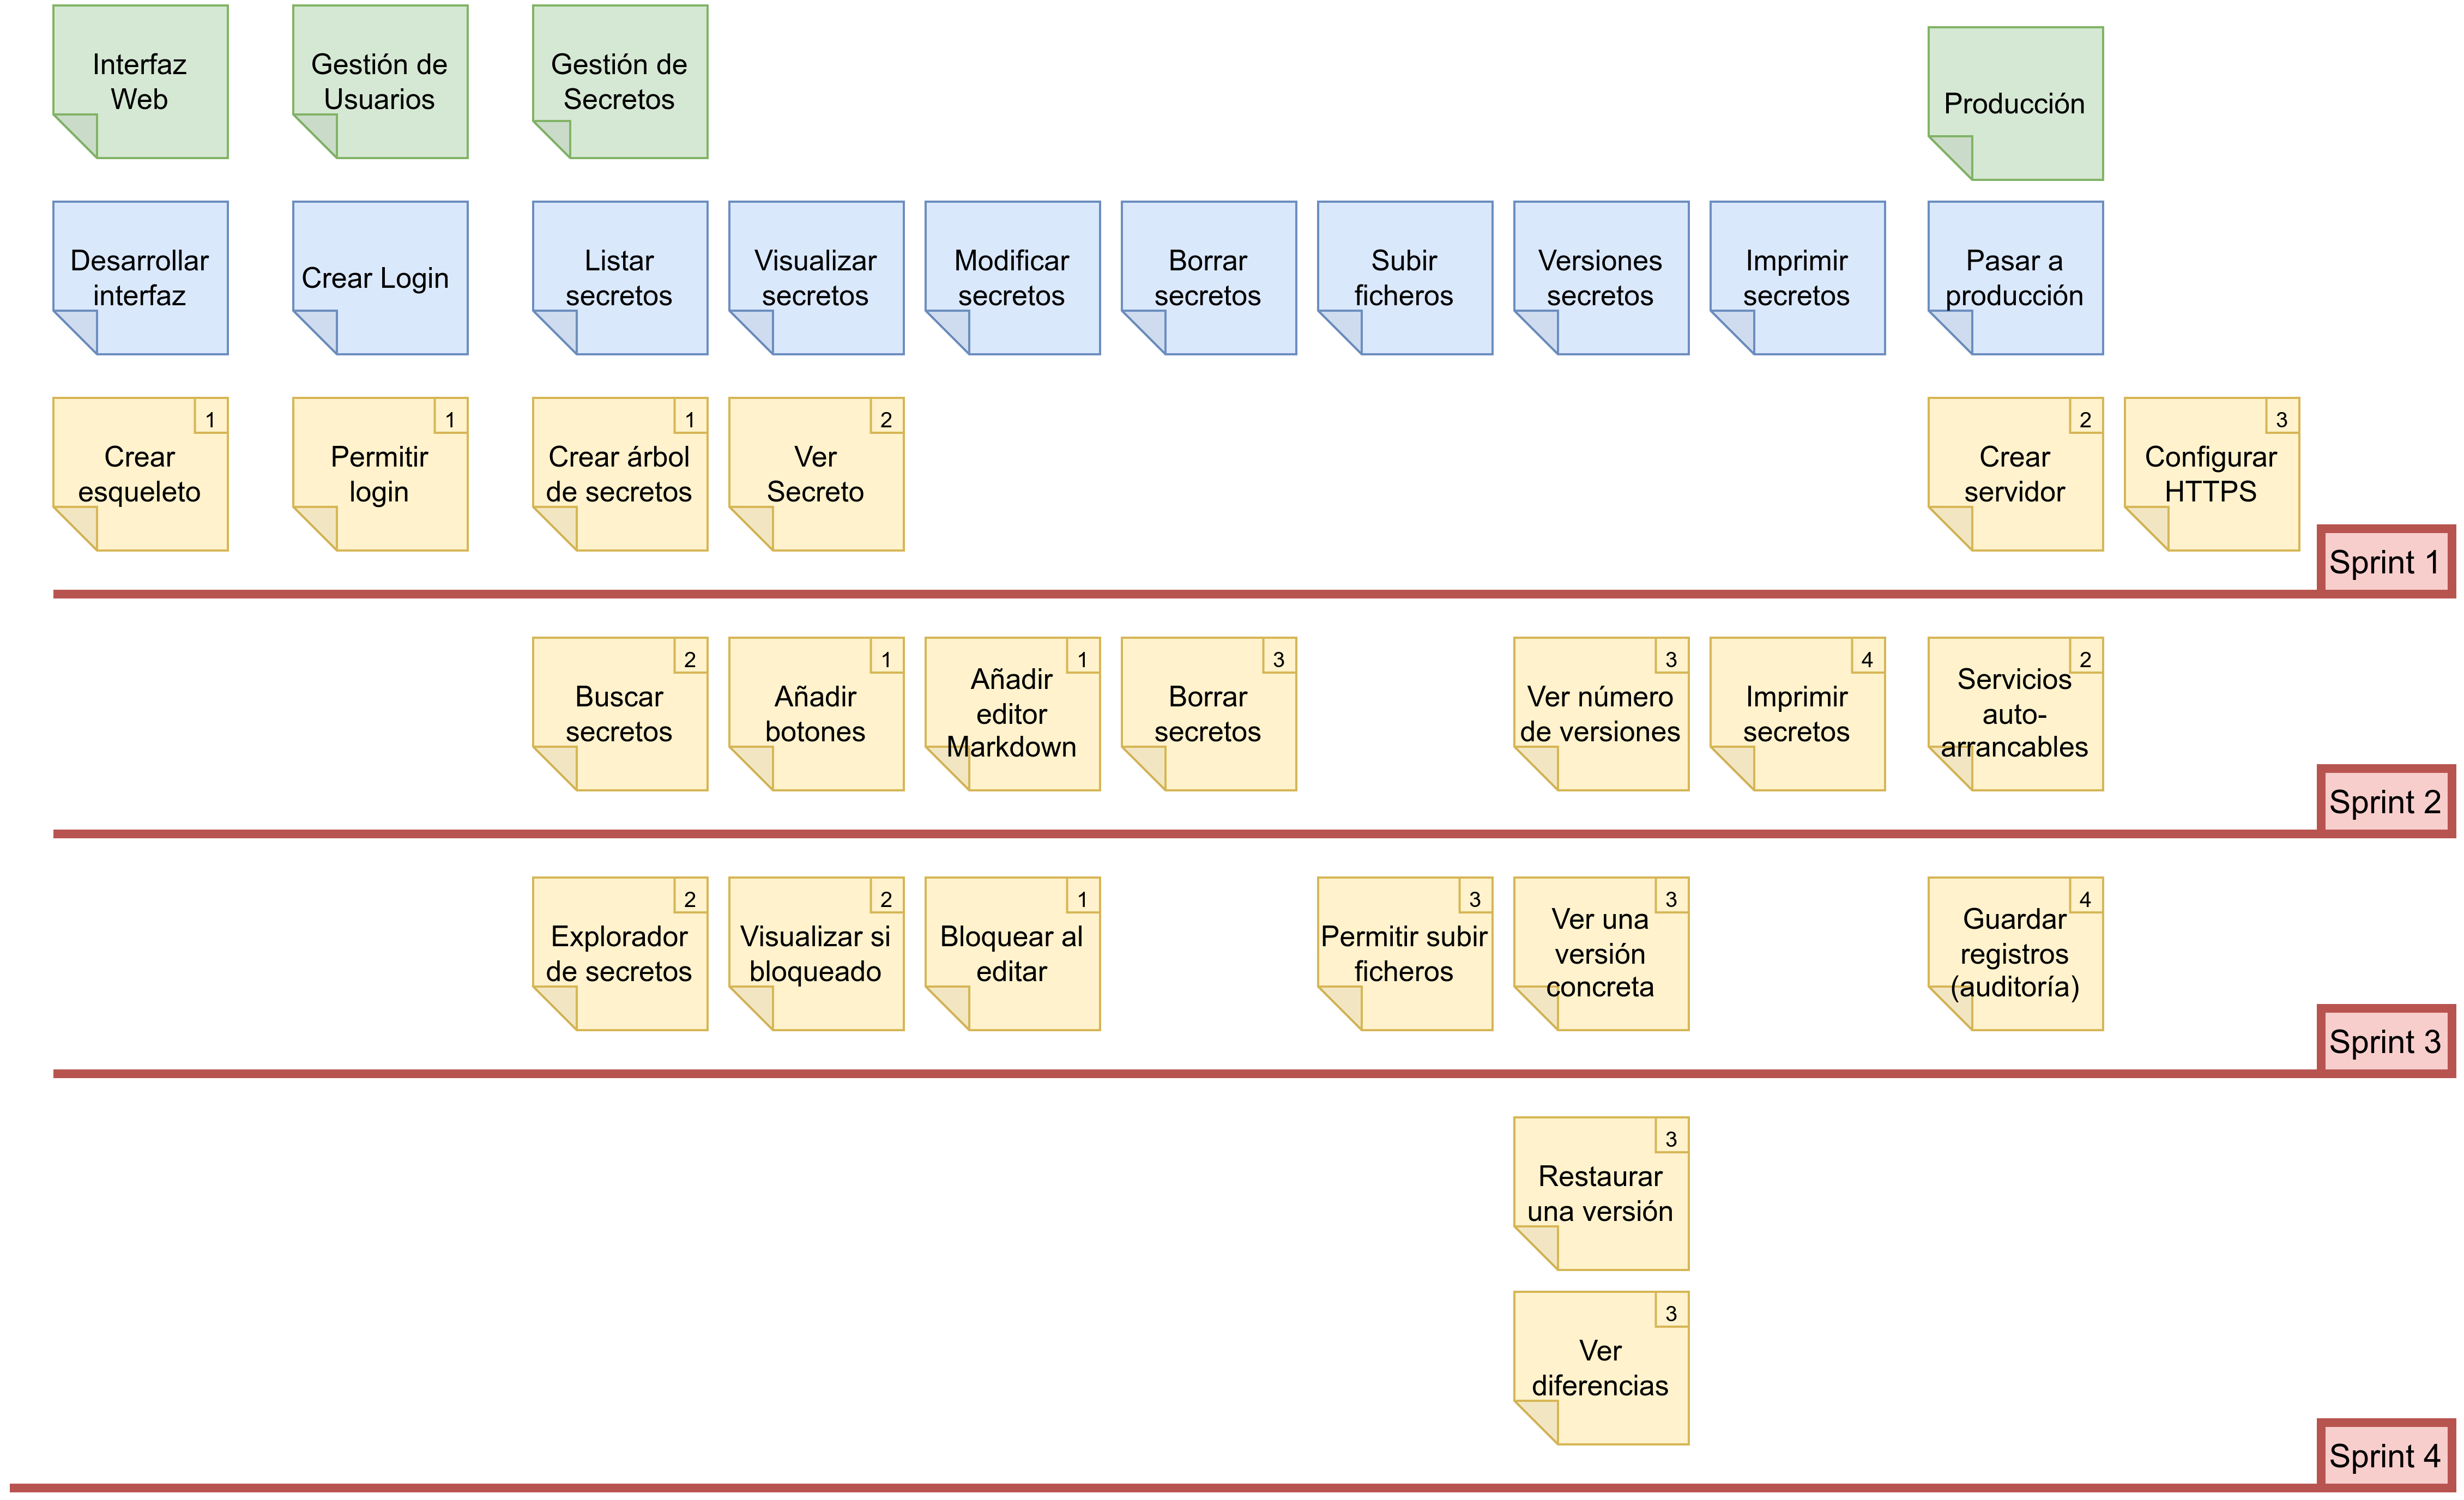 Interfaz
Web
Gestión de
Usuarios
Gestión de
Secretos
Producción
Desarrollar
interfaz
Crear Login
Listar
secretos
Visualizar
secretos
Modificar
secretos
Borrar
secretos
Subir
ficheros
Versiones
secretos
Imprimir
secretos
Pasar a
producción
1
Crear
esqueleto
1
Permitir
login
1
Crear árbol
de secretos
2
Ver
Secreto
2
Crear
servidor
3
Configurar
HTTPS
Sprint 1
2
Buscar
secretos
1
Añadir
botones
1
Añadir
editor
Markdown
3
Borrar
secretos
3
Ver número
de versiones
4
Imprimir
secretos
2
Servicios
auto-
arrancables
Sprint 2
2
Explorador
de secretos
2
Visualizar si
bloqueado
1
Bloquear al
editar
3
Permitir subir
ficheros
3
Ver una
versión
concreta
4
Guardar
registros
(auditoría)
Sprint 3
3
Restaurar
una versión
3
Ver
diferencias
Sprint 4